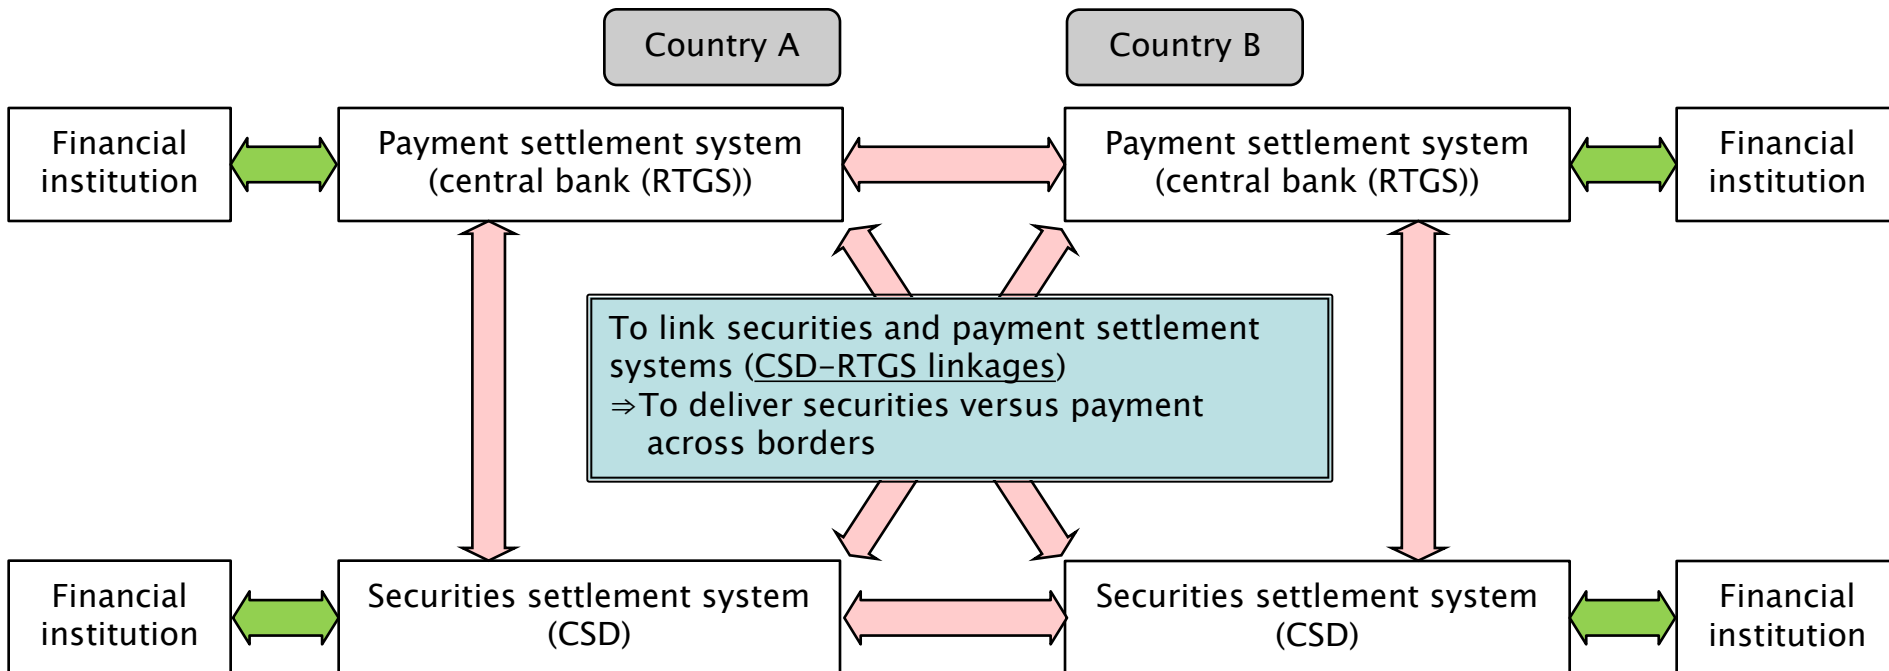 Country A
Country B
Financial
institution
Payment settlement system
(central bank (RTGS))
Payment settlement system
(central bank (RTGS))
Financial
institution
To link securities and payment settlement
systems (CSD–RTGS linkages)
⇒To deliver securities versus payment
across borders
Financial
institution
Securities settlement system
(CSD)
Securities settlement system
(CSD)
Financial
institution